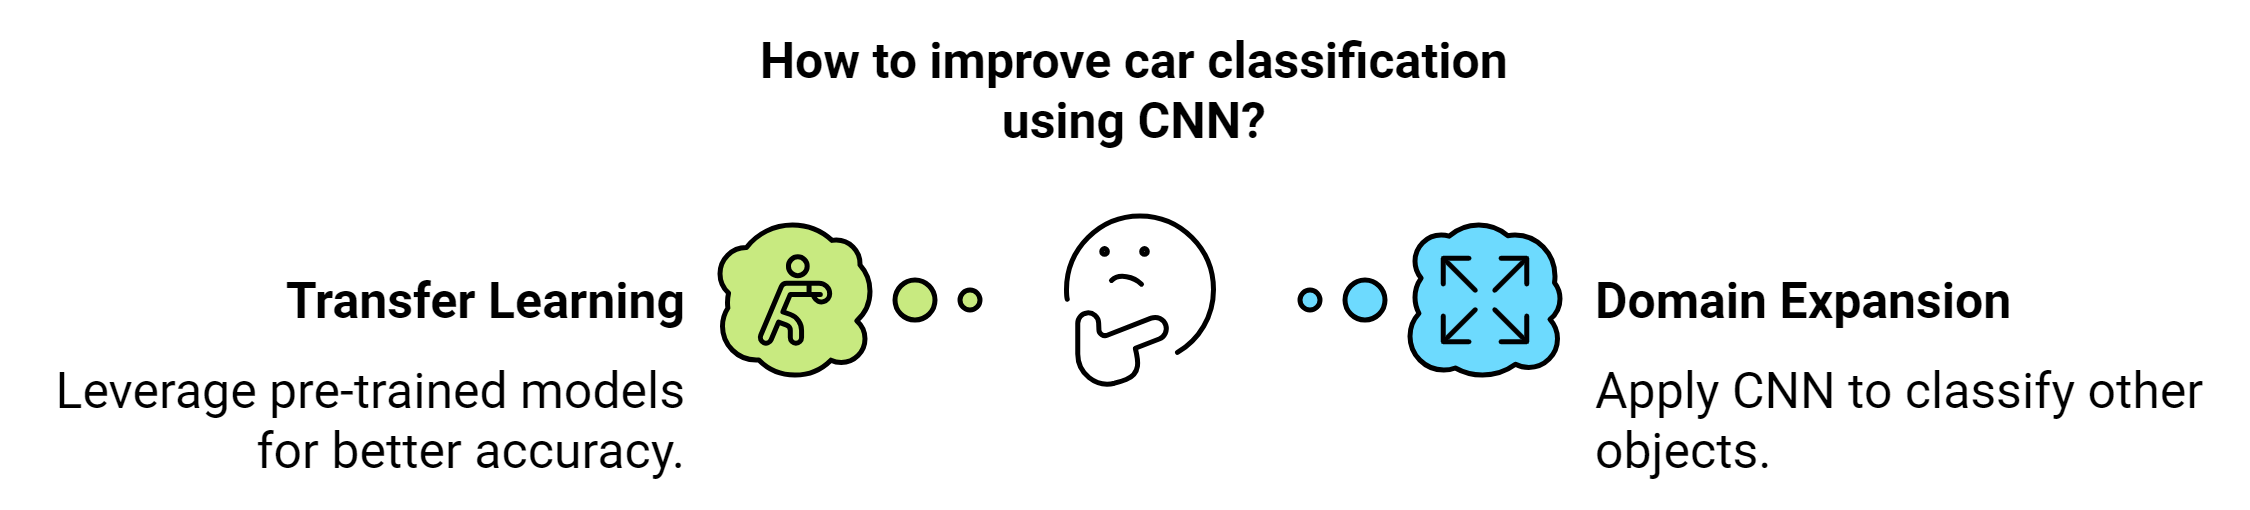 How to improve car classification
using CNN?
Transfer Learning
Leverage pre-trained models
for better accuracy.
Domain Expansion
Apply CNN to classify other
objects.